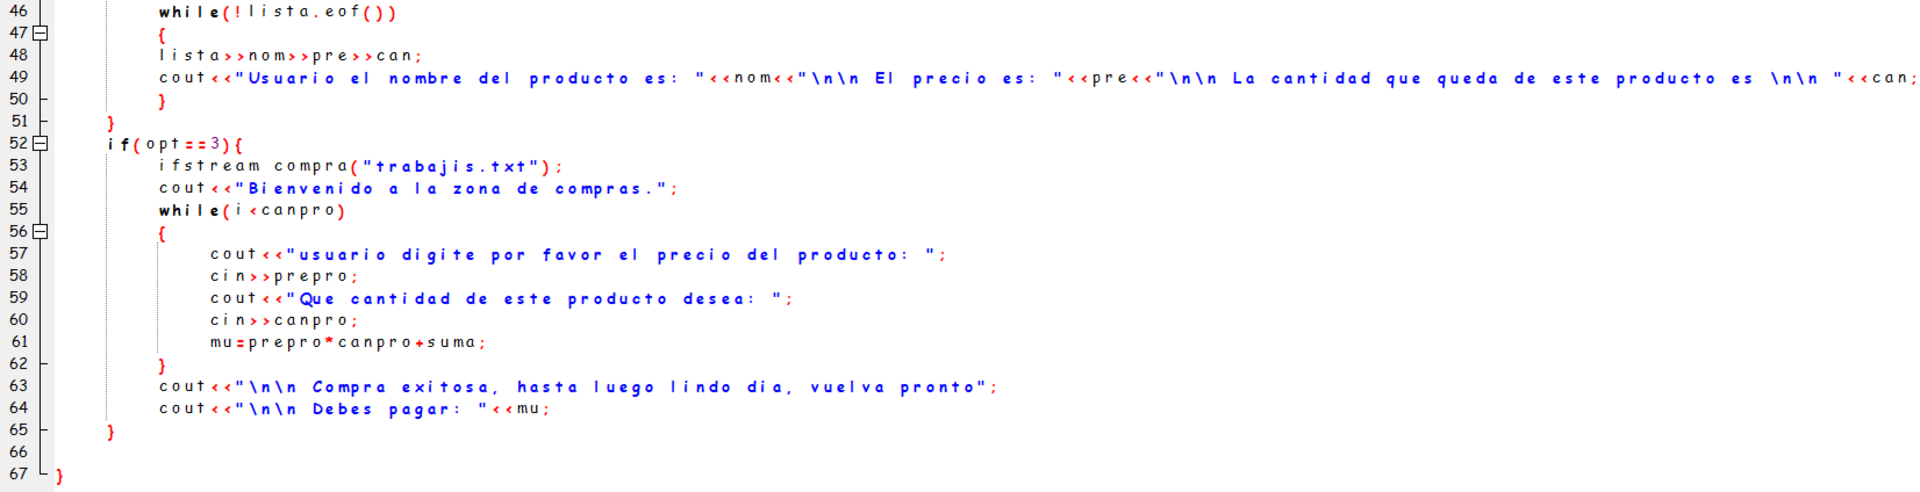 46 while(!lista.eof())
47 {
48 lista>>nom>>pre>>can;
49 cout<<"Usuario el nombre del producto es: "<<nom<<"\n\n El precio es: "<<pre<<"\n\n La cantidad que queda de este producto es \n\n "<<can;
50 }
51 }
52 if(opt==3){
53 ifstream compra("trabajis.txt");
54 cout<<"Bienvenido a la zona de compras.";
55 while(i<canpro)
56 {
57 cout<<"usuario digite por favor el precio del producto: ";
58 cin>>prepro;
59 cout<<"Que cantidad de este producto desea: ";
60 cin>>canpro;
61 mu=prepro*canpro+suma;
62 }
63 cout<<"\n\n Compra exitosa, hasta luego lindo dia, vuelva pronto";
64 cout<<"\n\n Debes pagar: "<<mu;
65 }
66
67 }